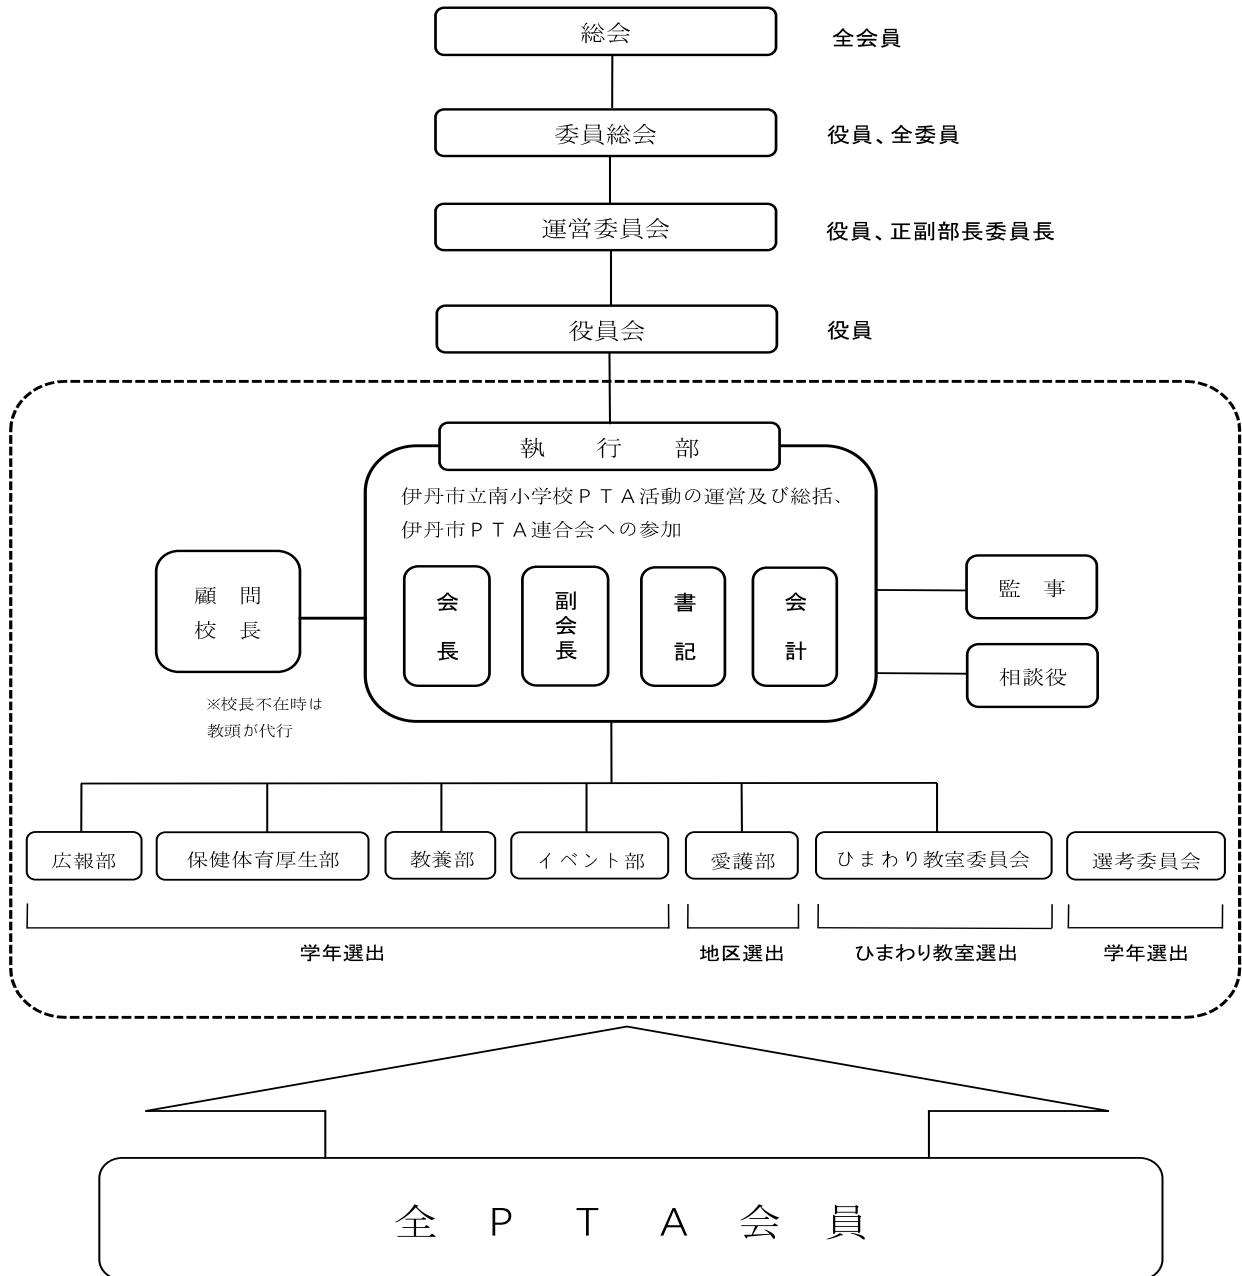 総会
全会員
委員総会
役員、全委員
運営委員会
役員、正副部長委員長
役員会
役員
執　行　部
伊丹市立南小学校ＰＴＡ活動の運営及び総括、
伊丹市ＰＴＡ連合会への参加
顧　問
校　長
※校長不在時は
教頭が代行
会長
副会長
書記
会計
監　事
相談役
広報部
保健体育厚生部
教養部
イベント部
愛護部
ひまわり教室委員会
選考委員会
学年選出
地区選出
ひまわり教室選出
学年選出
全　Ｐ　Ｔ　Ａ　会　員